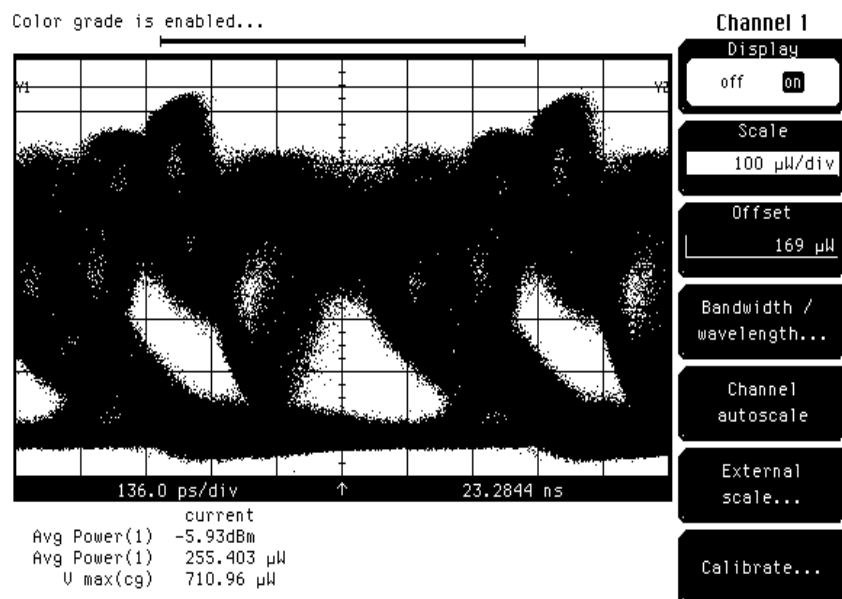 Color grade is enabled...
Channel 1
Display
off on
Scale
100 µW/div
Offset
169 µW
Bandwidth /
wavelength...
Channel
autoscale
External
scale...
Calibrate...
Y1
Y2
136.0 ps/div ↑ 23.2844 ns
current
Avg Power(1) -5.93dBm
Avg Power(1) 255.403 µW
V max(cg) 710.96 µW